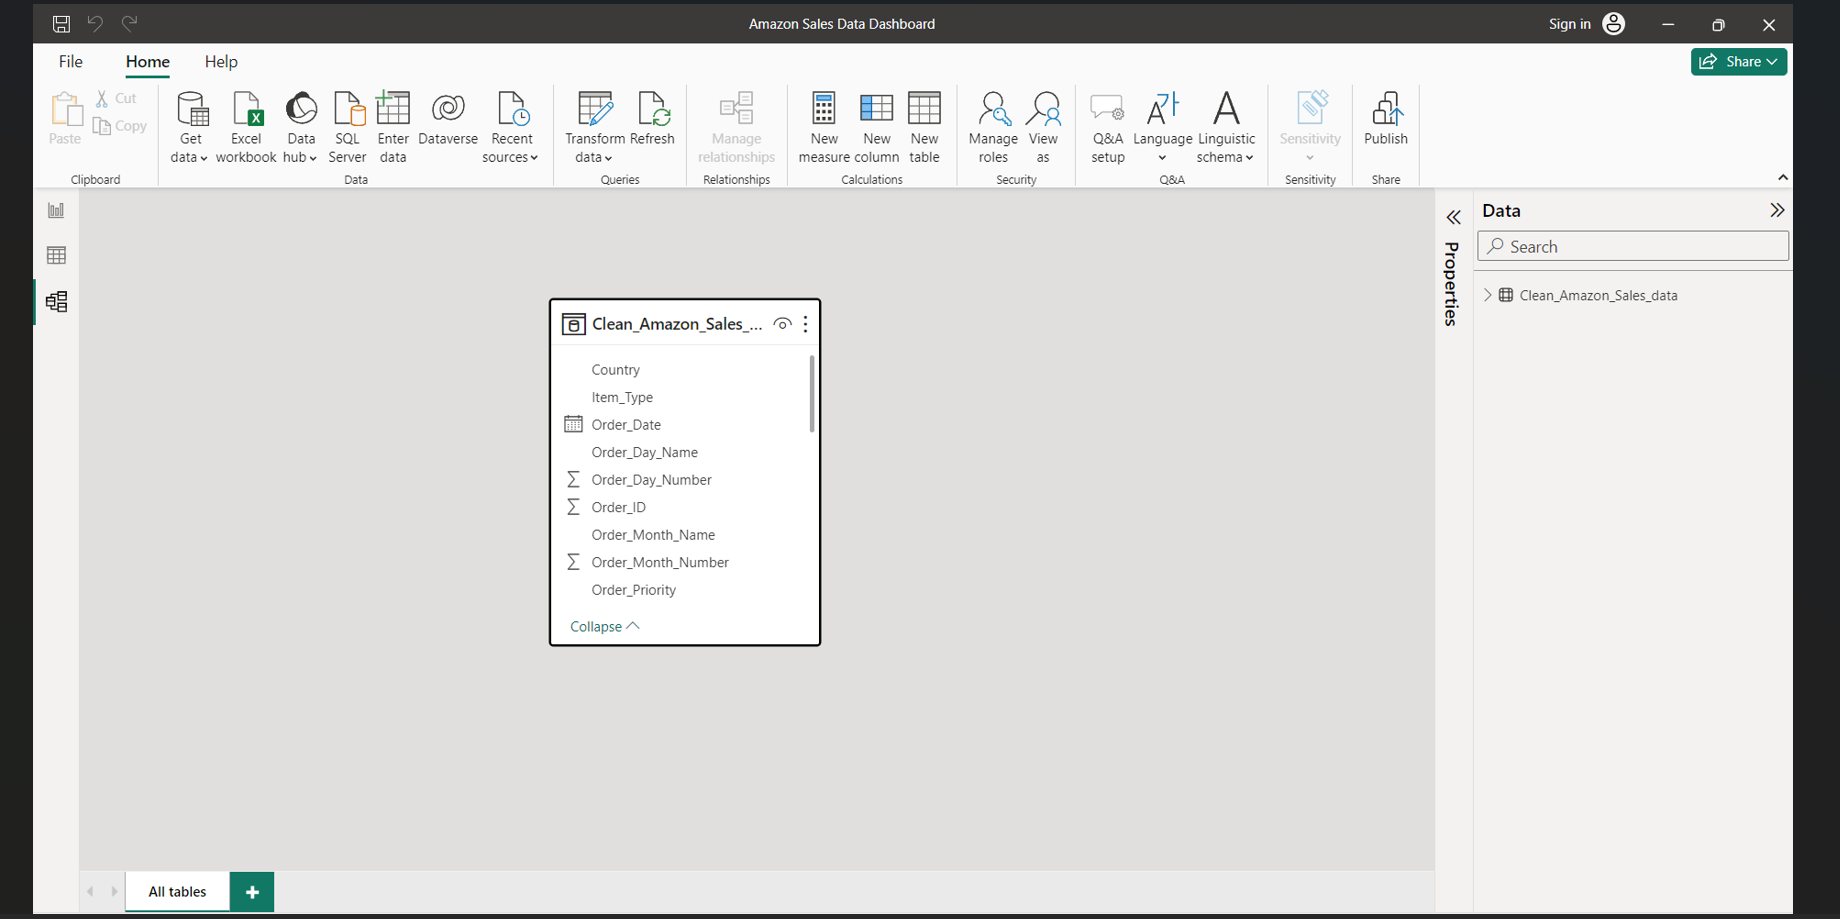 Amazon Sales Data Dashboard
Sign in
File
Home
Help
Share
Paste
Cut
Copy
Get data
Excel workbook
Data hub
SQL Server
Enter data
Dataverse
Recent sources
Transform data
Refresh
Manage relationships
New measure
New column
New table
Manage roles
View as
Q&A setup
Language
Linguistic schema
Sensitivity
Publish
Clipboard
Data
Queries
Relationships
Calculations
Security
Q&A
Sensitivity
Share
Properties
Data
Search
Clean_Amazon_Sales_data
Clean_Amazon_Sales_...
Country
Item_Type
Order_Date
Order_Day_Name
Order_Day_Number
Order_ID
Order_Month_Name
Order_Month_Number
Order_Priority
Collapse
All tables